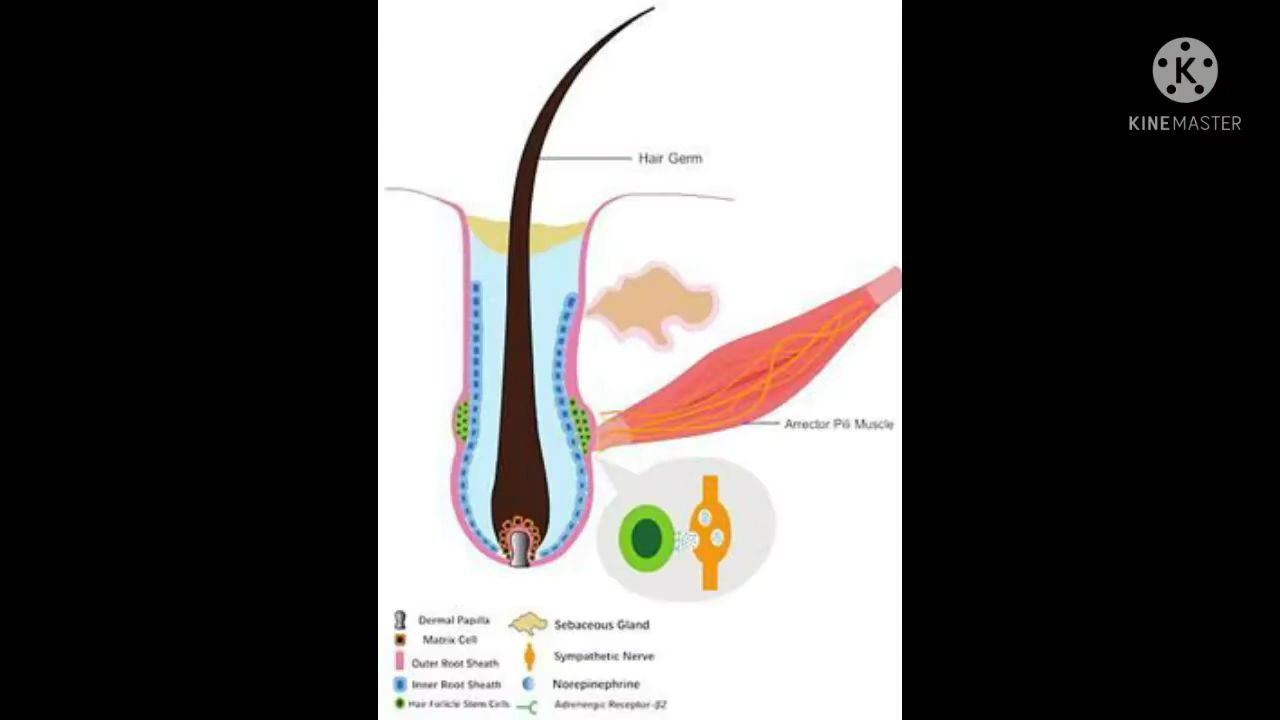 K
KINEMASTER
Hair Germ
Arrector Pili Muscle
Dermal Papilla
Matrix Cell
Outer Root Sheath
Inner Root Sheath
Hair Follicle Stem Cells
Sebaceous Gland
Sympathetic Nerve
Norepinephrine
Adrenergic Receptor-β2